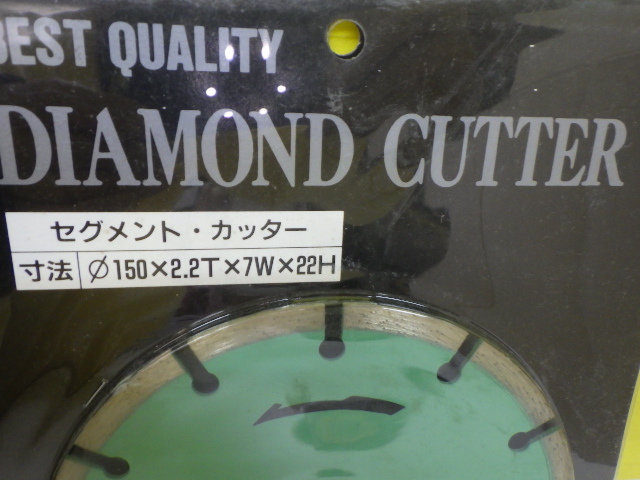 BEST QUALITY
DIAMOND CUTTER
セグメント・カッター
寸法 Ø150×2.2T×7W×22H